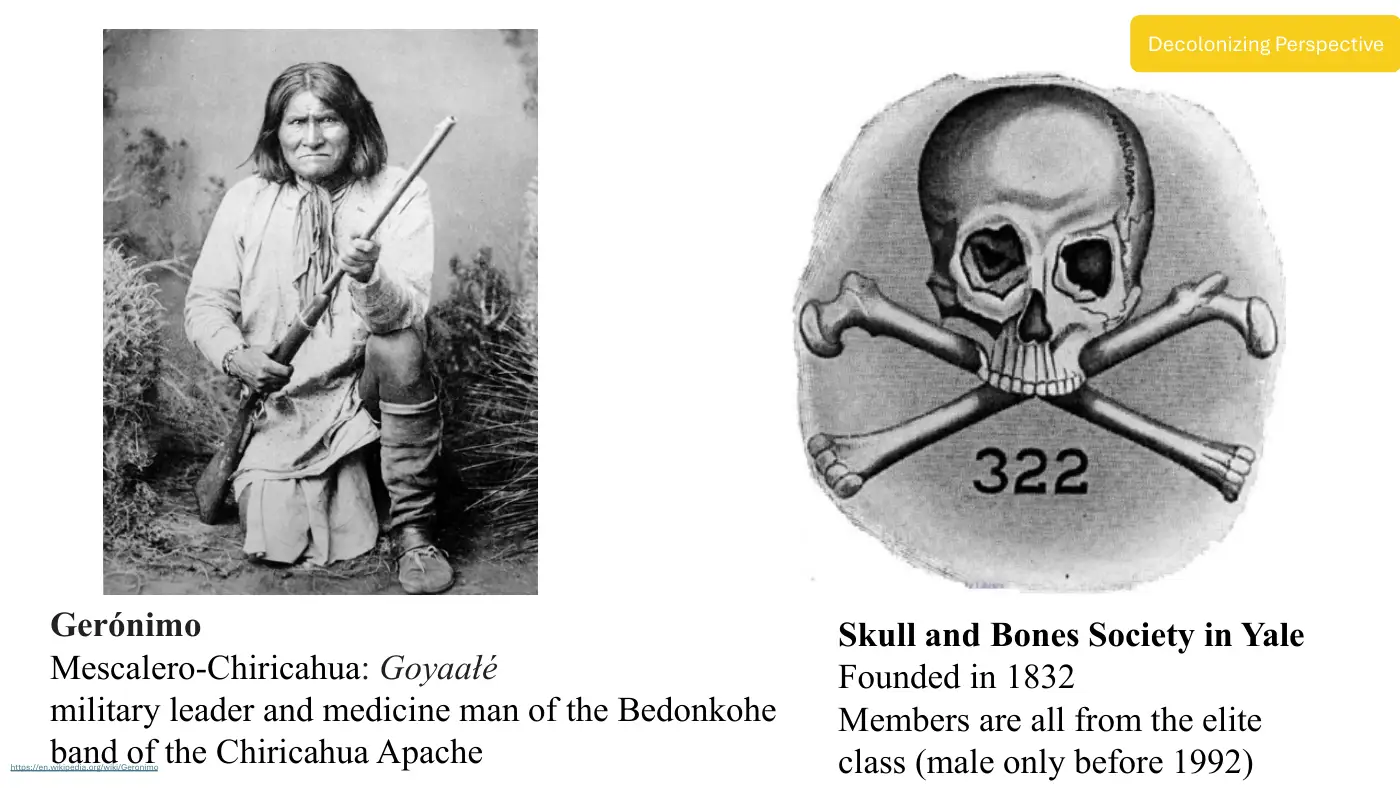 Decolonizing Perspective
322
Gerónimo
Mescalero-Chiricahua: Goyaałé
military leader and medicine man of the Bedonkohe
band of the Chiricahua Apache
https://en.wikipedia.org/wiki/Geronimo
Skull and Bones Society in Yale
Founded in 1832
Members are all from the elite
class (male only before 1992)